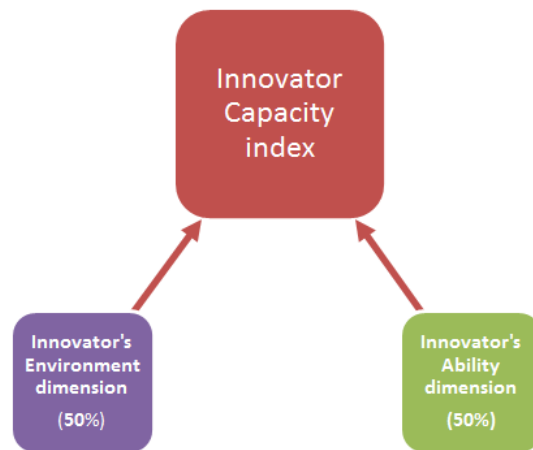 Innovator
Capacity
index
Innovator's
Environment
dimension
(50%)
Innovator's
Ability
dimension
(50%)